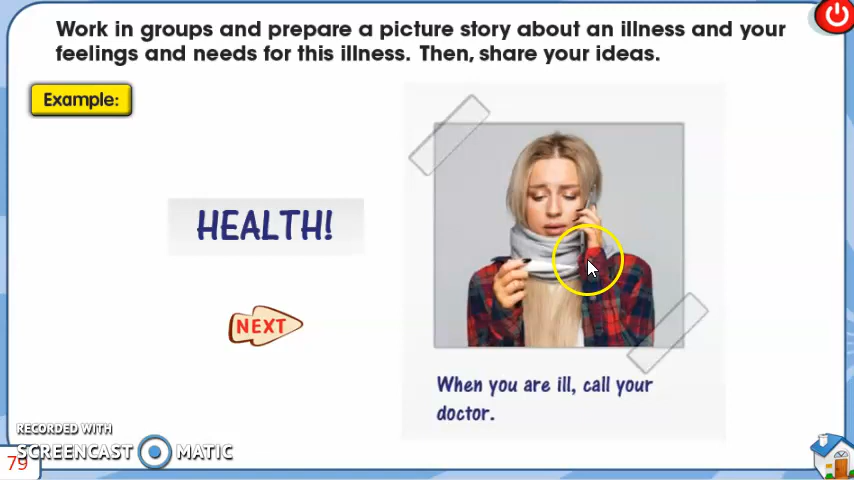 Work in groups and prepare a picture story about an illness and your
feelings and needs for this illness. Then, share your ideas.
Example:
HEALTH!
NEXT
When you are ill, call your
doctor.
RECORDED WITH
SCREENCAST MATIC
79